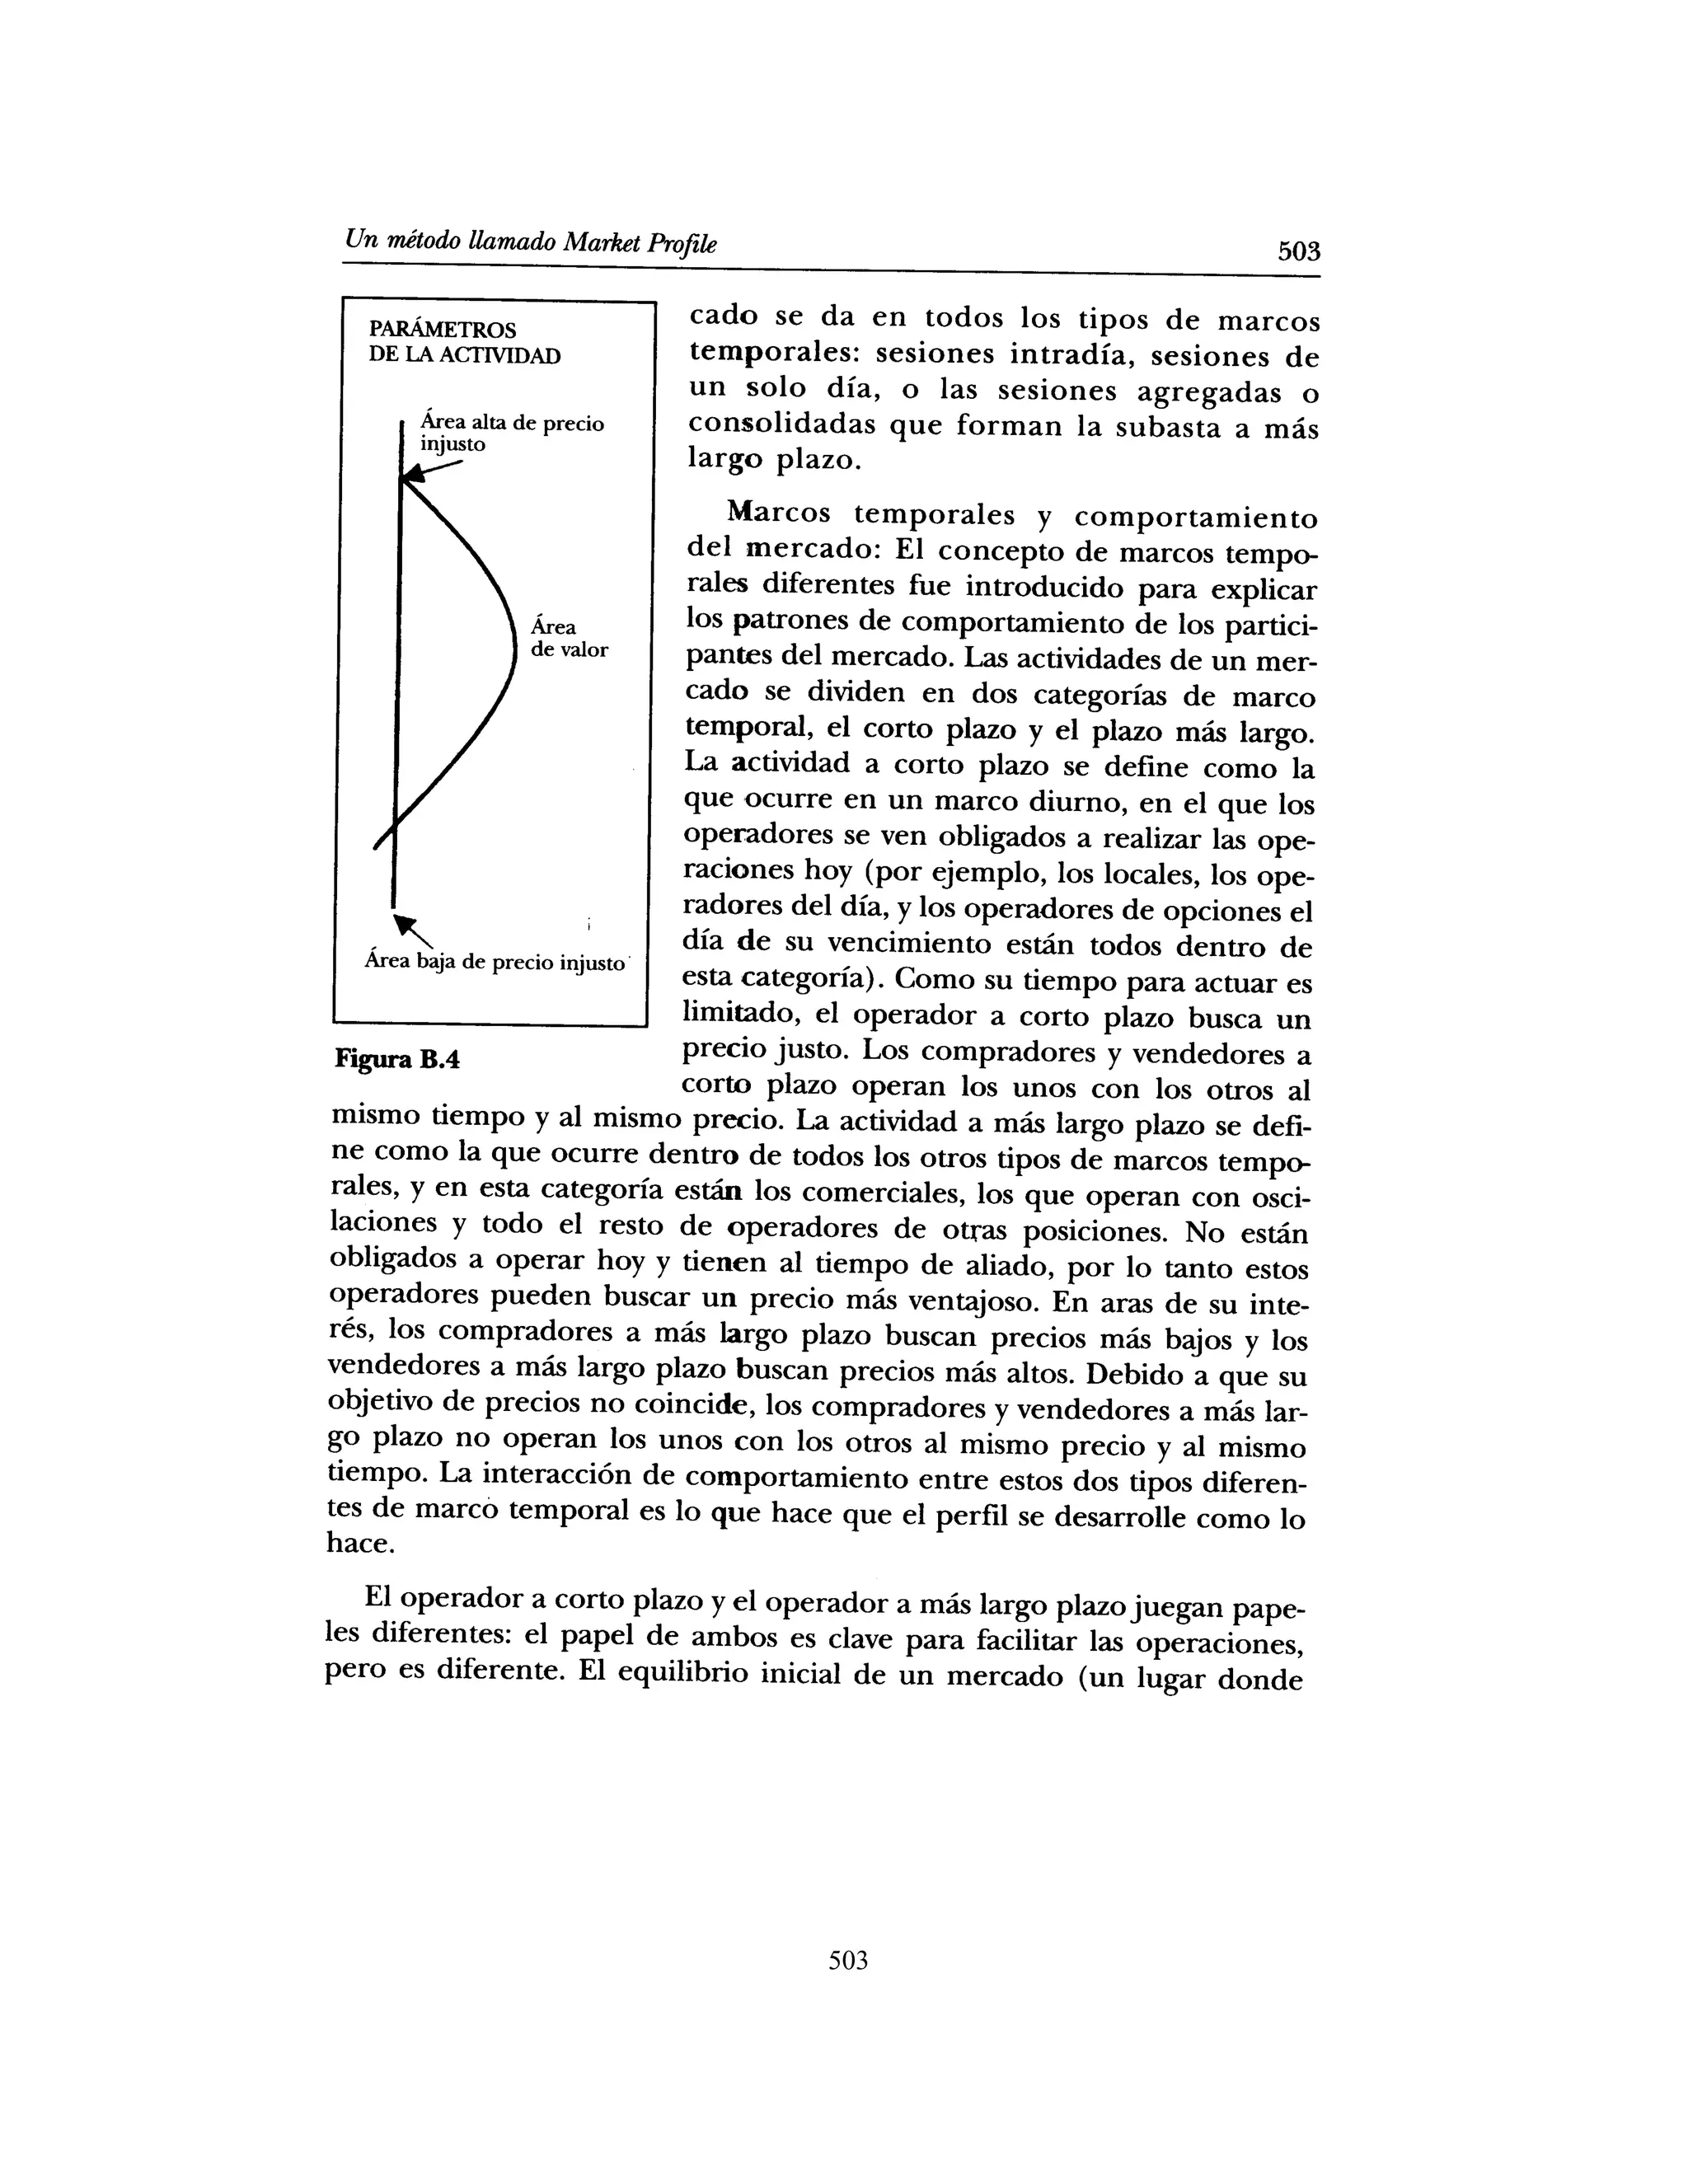 Un método llamado Market Profile
503
PARÁMETROS
DE LA ACTIVIDAD
Área alta de precio
injusto
Área
de valor
Área baja de precio injusto
Figura B.4
cado se da en todos los tipos de marcos
temporales: sesiones intradía, sesiones de
un solo día, o las sesiones agregadas o
consolidadas que forman la subasta a más
largo plazo.
Marcos temporales y comportamiento
del mercado: El concepto de marcos tempo-
rales diferentes fue introducido para explicar
los patrones de comportamiento de los partici-
pantes del mercado. Las actividades de un mer-
cado se dividen en dos categorías de marco
temporal, el corto plazo y el plazo más largo.
La actividad a corto plazo se define como la
que ocurre en un marco diurno, en el que los
operadores se ven obligados a realizar las ope-
raciones hoy (por ejemplo, los locales, los ope-
radores del día, y los operadores de opciones el
día de su vencimiento están todos dentro de
esta categoría). Como su tiempo para actuar es
limitado, el operador a corto plazo busca un
precio justo. Los compradores y vendedores a
corto plazo operan los unos con los otros al
mismo tiempo y al mismo precio. La actividad a más largo plazo se defi-
ne como la que ocurre dentro de todos los otros tipos de marcos tempo-
rales, y en esta categoría están los comerciales, los que operan con osci-
laciones y todo el resto de operadores de otras posiciones. No están
obligados a operar hoy y tienen al tiempo de aliado, por lo tanto estos
operadores pueden buscar un precio más ventajoso. En aras de su inte-
rés, los compradores a más largo plazo buscan precios más bajos y los
vendedores a más largo plazo buscan precios más altos. Debido a que su
objetivo de precios no coincide, los compradores y vendedores a más lar-
go plazo no operan los unos con los otros al mismo precio y al mismo
tiempo. La interacción de comportamiento entre estos dos tipos diferen-
tes de marco temporal es lo que hace que el perfil se desarrolle como lo
hace.
El operador a corto plazo y el operador a más largo plazo juegan pape-
les diferentes: el papel de ambos es clave para facilitar las operaciones,
pero es diferente. El equilibrio inicial de un mercado (un lugar donde
503